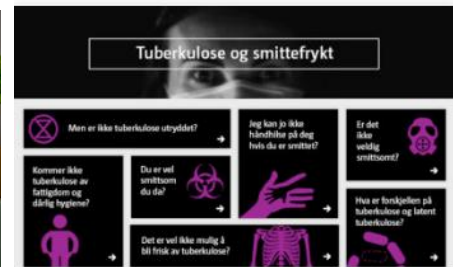 Tuberkulose og smittefrykt
Men er ikke tuberkulose utryddet?
Jeg kan jo ikke
håndhilse på deg
hvis du er smittet?
Er det
ikke
veldig
smittsomt?
Kommer ikke
tuberkulose av
fattigdom og
dårlig hygiene?
Du er vel
smittsom
du da?
Hva er forskjellen på
tuberkulose og latent
tuberkulose?
Det er vel ikke mulig å
bli frisk av tuberkulose?